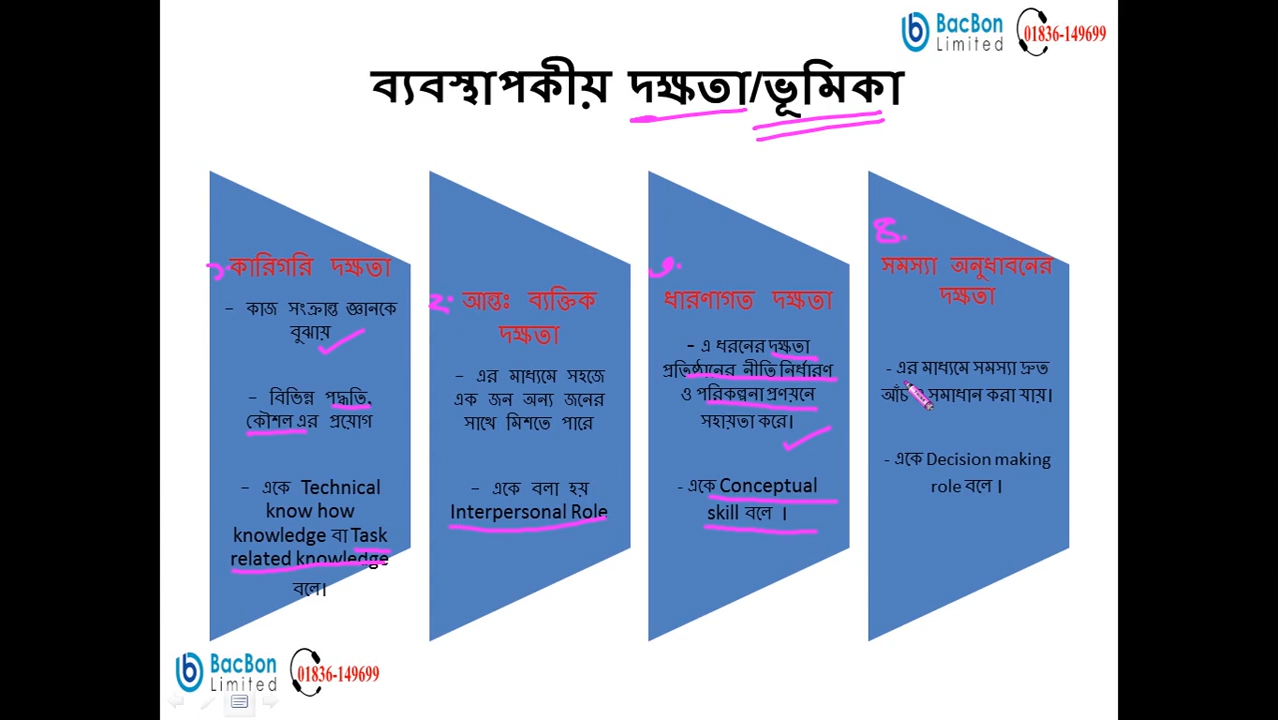 BacBon
Limited
01836-149699
ব্যবস্থাপকীয় দক্ষতা/ভূমিকা
১.
কারিগরি দক্ষতা
– কাজ সংক্রান্ত জ্ঞানকে
বুঝায়
– বিভিন্ন পদ্ধতি,
কৌশল এর প্রয়োগ
– একে Technical
know how
knowledge বা Task
related knowledge
বলে।
২.
আন্তঃ ব্যক্তিক
দক্ষতা
– এর মাধ্যমে সহজে
এক জন অন্য জনের
সাথে মিশতে পারে
– একে বলা হয়
Interpersonal Role
৩.
ধারণাগত দক্ষতা
- এ ধরনের দক্ষতা
প্রতিষ্ঠানের নীতি নির্ধারণ
ও পরিকল্পনা প্রণয়নে
সহায়তা করে।
- একে Conceptual
skill বলে ।
৪.
সমস্যা অনুধাবনের
দক্ষতা
- এর মাধ্যমে সমস্যা দ্রুত
আঁচ সমাধান করা যায়।
- একে Decision making
role বলে ।
BacBon
Limited
01836-149699